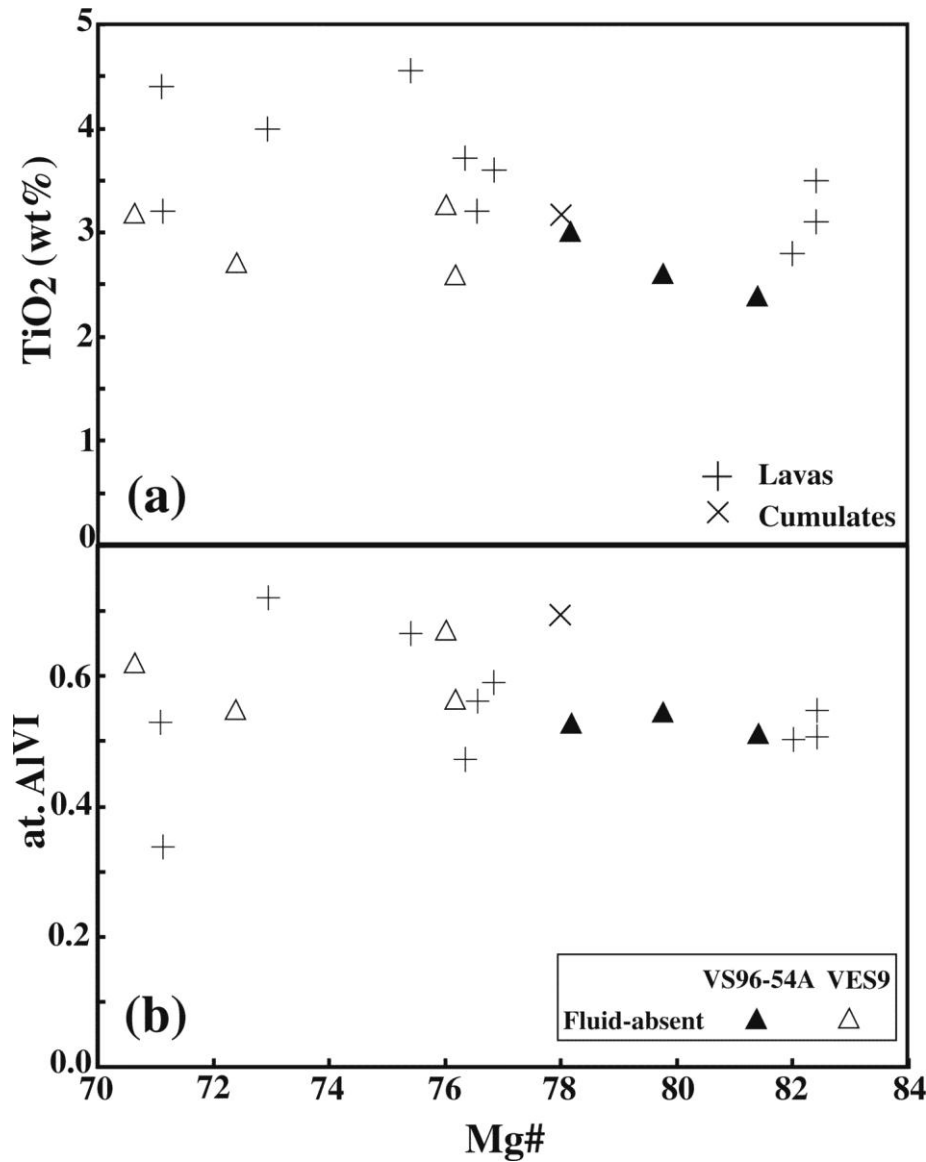 5
4
3
2
1
0
TiO2 (wt%)
(a)
Lavas
Cumulates
0.6
0.4
0.2
0.0
at. AlVI
(b)
VS96-54A VES9
Fluid-absent
70 72 74 76 78 80 82 84
Mg#